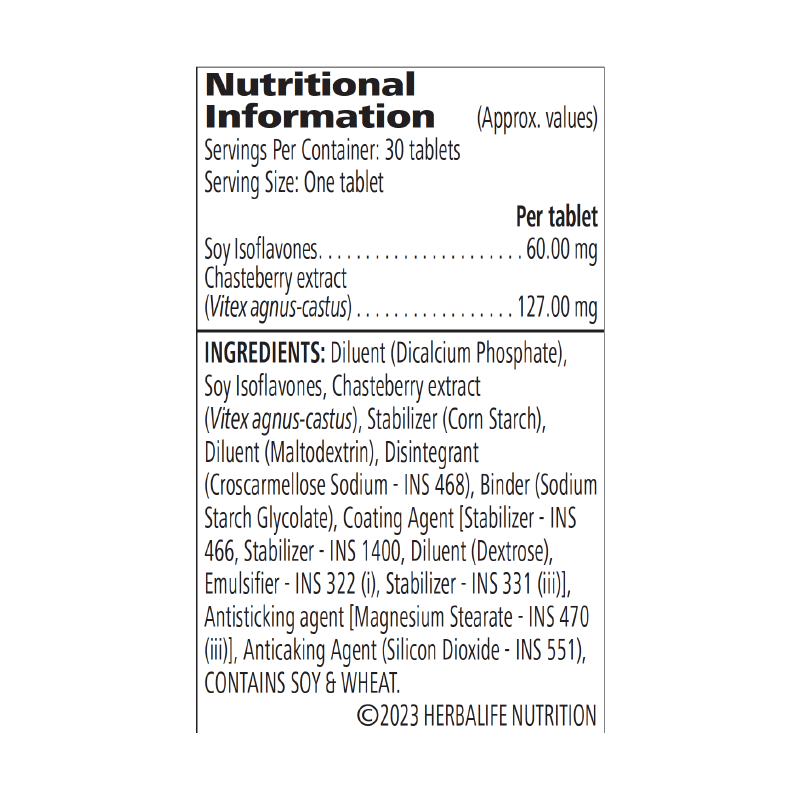 Nutritional
Information (Approx. values)
Servings Per Container: 30 tablets
Serving Size: One tablet
Per tablet
Soy Isoflavones. . . . . . . . . . . . . . . . . . . . . . 60.00 mg
Chasteberry extract
(Vitex agnus-castus) . . . . . . . . . . . . . . . . . 127.00 mg
INGREDIENTS: Diluent (Dicalcium Phosphate),
Soy Isoflavones, Chasteberry extract
(Vitex agnus-castus), Stabilizer (Corn Starch),
Diluent (Maltodextrin), Disintegrant
(Croscarmellose Sodium - INS 468), Binder (Sodium
Starch Glycolate), Coating Agent [Stabilizer - INS
466, Stabilizer - INS 1400, Diluent (Dextrose),
Emulsifier - INS 322 (i), Stabilizer - INS 331 (iii)],
Antisticking agent [Magnesium Stearate - INS 470
(iii)], Anticaking Agent (Silicon Dioxide - INS 551),
CONTAINS SOY & WHEAT.
©2023 HERBALIFE NUTRITION